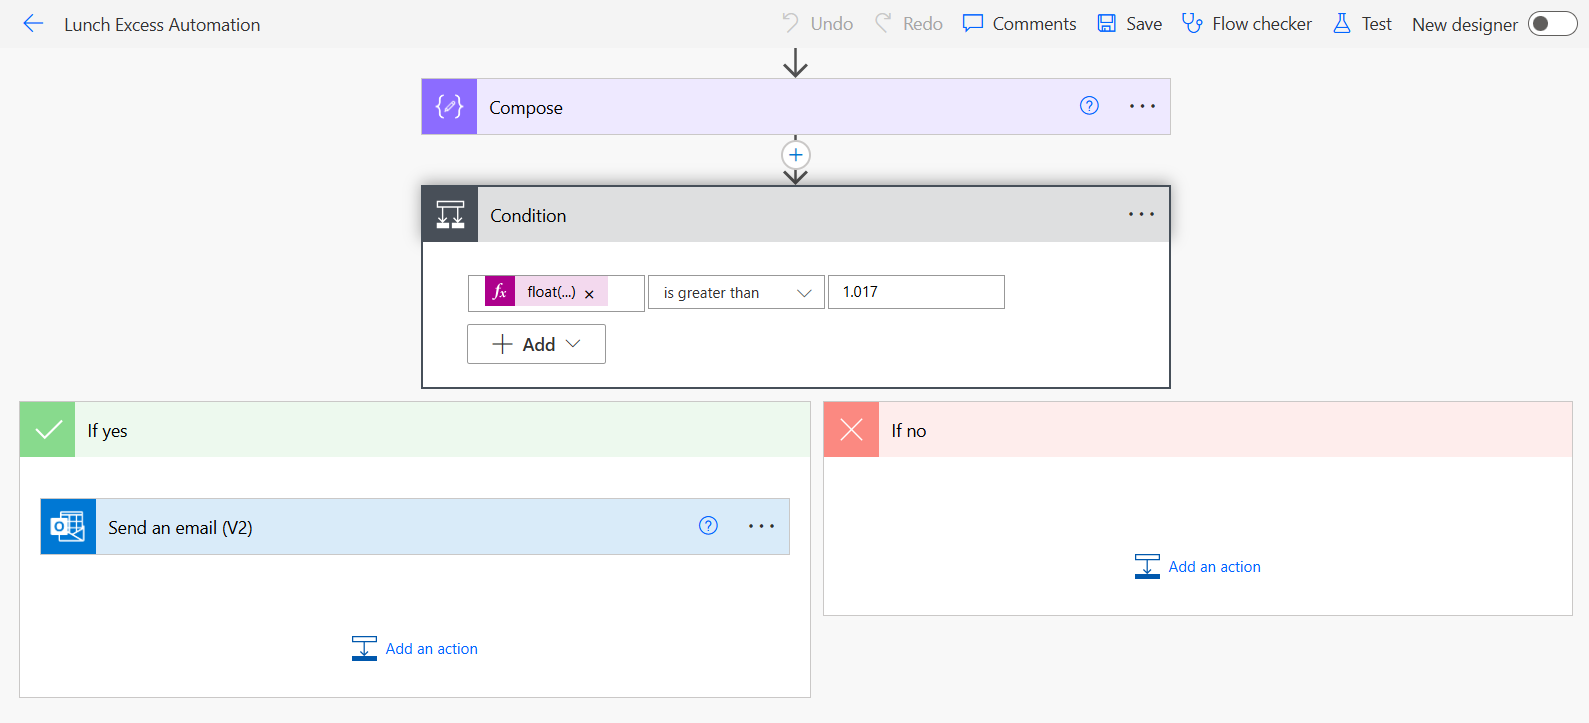 Lunch Excess Automation
Undo Redo Comments Save Flow checker Test New designer
Compose
Condition
fx float(...) is greater than 1.017
Add
If yes
If no
Send an email (V2)
Add an action
Add an action